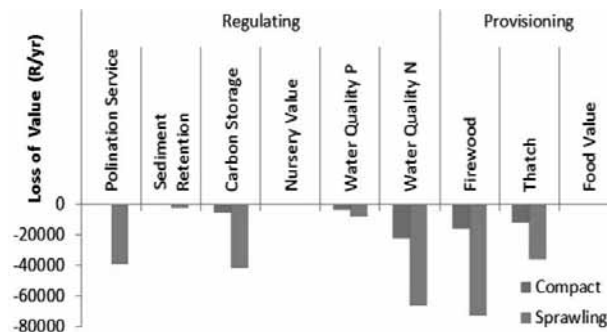 Regulating
Provisioning
Loss of Value (R/yr)
Polination Service
Sediment
Retention
Carbon Storage
Nursery Value
Water Quality P
Water Quality N
Firewood
Thatch
Food Value
0
-20000
-40000
-60000
-80000
Compact
Sprawling